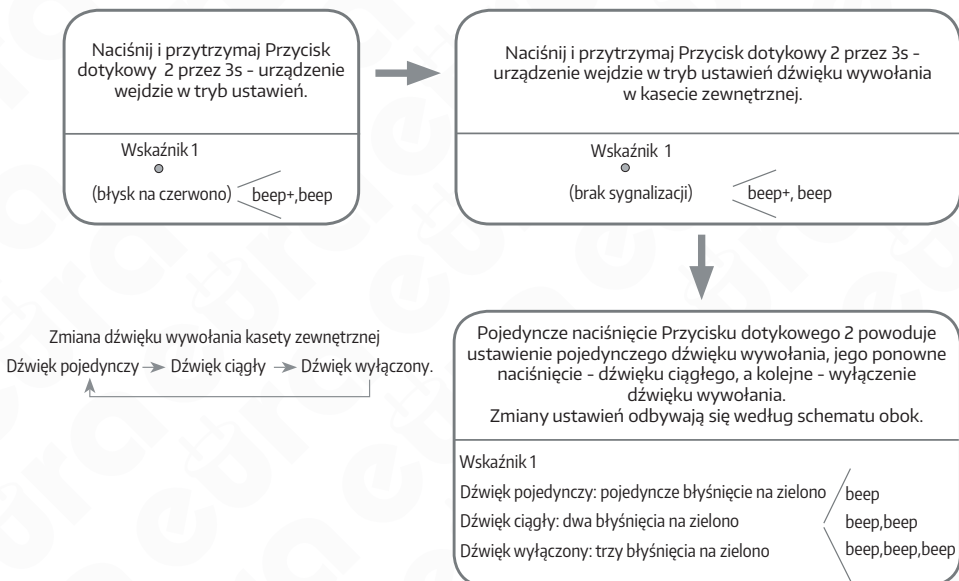 Naciśnij i przytrzymaj Przycisk
dotykowy 2 przez 3s - urządzenie
wejdzie w tryb ustawień.
Wskaźnik 1
(błysk na czerwono) beep+,beep
Naciśnij i przytrzymaj Przycisk dotykowy 2 przez 3s -
urządzenie wejdzie w tryb ustawień dźwięku wywołania
w kasecie zewnętrznej.
Wskaźnik 1
(brak sygnalizacji) beep+, beep
Zmiana dźwięku wywołania kasety zewnętrznej
Dźwięk pojedynczy → Dźwięk ciągły → Dźwięk wyłączony.
Pojedyncze naciśnięcie Przycisku dotykowego 2 powoduje
ustawienie pojedynczego dźwięku wywołania, jego ponowne
naciśnięcie - dźwięku ciągłego, a kolejne - wyłączenie
dźwięku wywołania.
Zmiany ustawień odbywają się według schematu obok.
Wskaźnik 1
Dźwięk pojedynczy: pojedyncze błyśnięcie na zielono beep
Dźwięk ciągły: dwa błyśnięcia na zielono beep,beep
Dźwięk wyłączony: trzy błyśnięcia na zielono beep,beep,beep